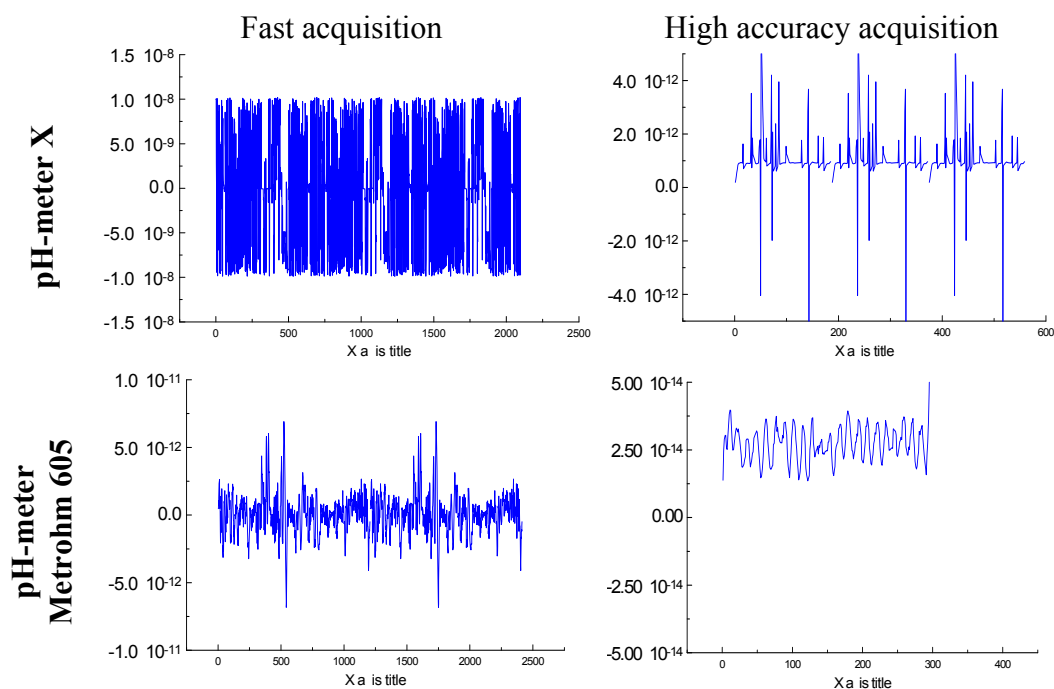 Fast acquisition
High accuracy acquisition
pH-meter X
1.5 10-8
1.0 10-8
5.0 10-9
0.0
-5.0 10-9
-1.0 10-8
-1.5 10-8
0 500 1000 1500 2000 2500
X a is title
4.0 10-12
2.0 10-12
0.0
-2.0 10-12
-4.0 10-12
0 200 400 600
X a is title
pH-meter
Metrohm 605
1.0 10-11
5.0 10-12
0.0
-5.0 10-12
-1.0 10-11
0 500 1000 1500 2000 2500
X a is title
5.00 10-14
2.50 10-14
0.00
-2.50 10-14
-5.00 10-14
0 100 200 300 400
X a is title